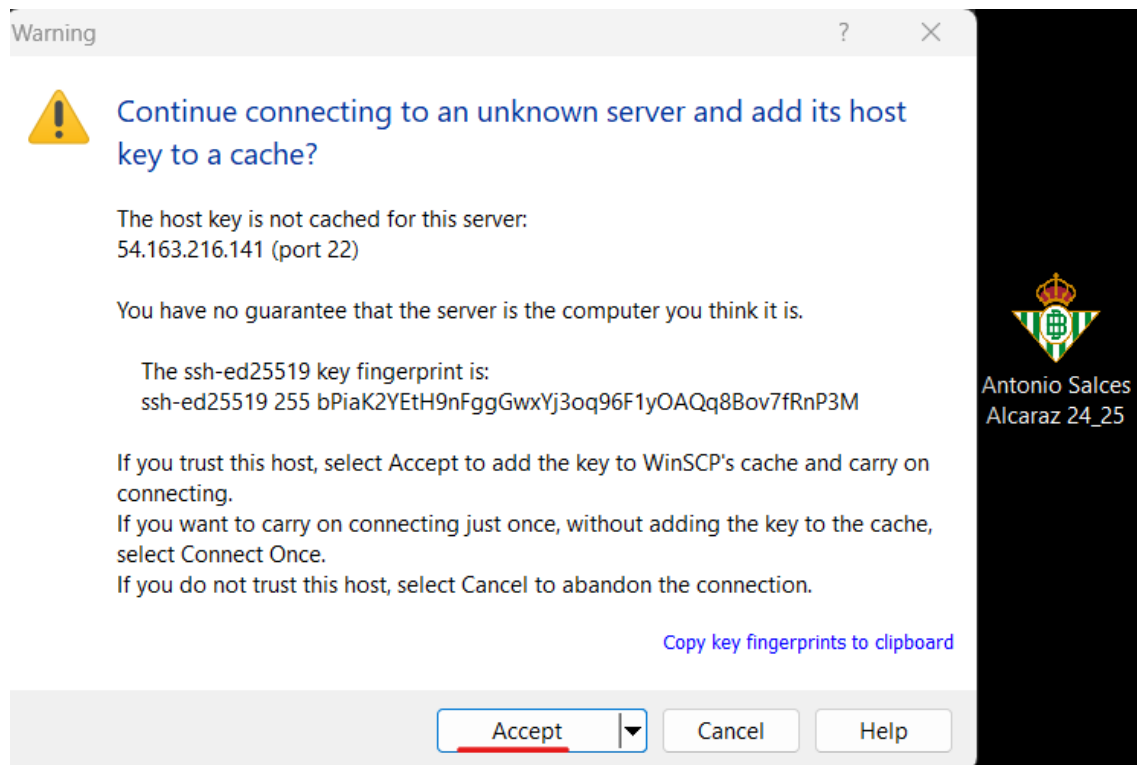 Warning
?
Continue connecting to an unknown server and add its host
key to a cache?
The host key is not cached for this server:
54.163.216.141 (port 22)
You have no guarantee that the server is the computer you think it is.
The ssh-ed25519 key fingerprint is:
ssh-ed25519 255 bPiaK2YEtH9nFggGwxYj3oq96F1yOAQq8Bov7fRnP3M
If you trust this host, select Accept to add the key to WinSCP's cache and carry on
connecting.
If you want to carry on connecting just once, without adding the key to the cache,
select Connect Once.
If you do not trust this host, select Cancel to abandon the connection.
Copy key fingerprints to clipboard
Accept
Cancel
Help
Antonio Salces
Alcaraz 24_25